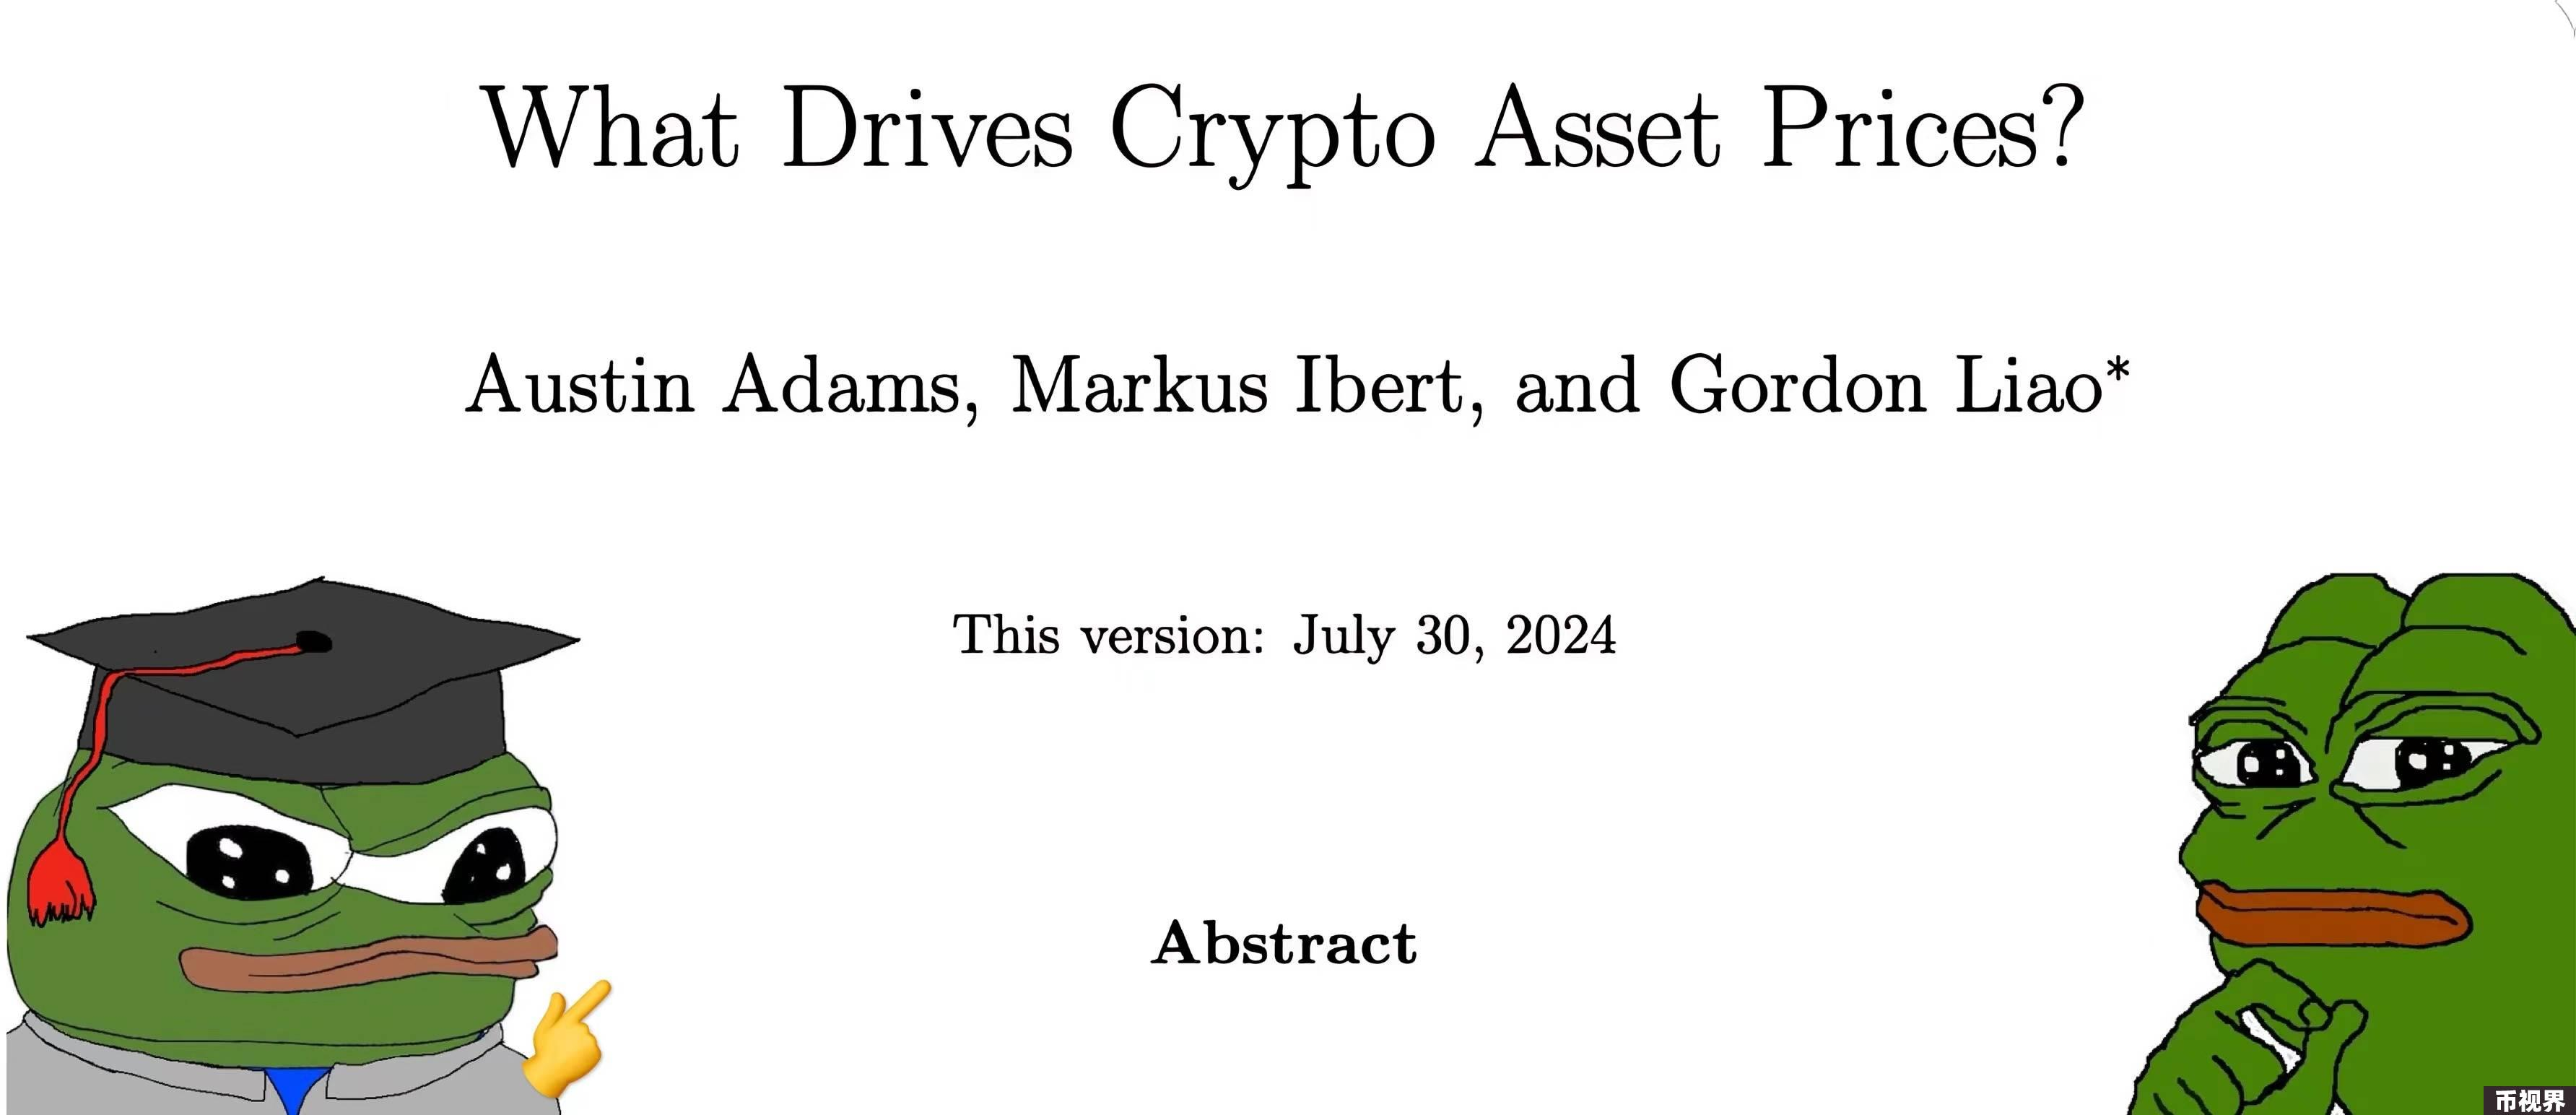 What Drives Crypto Asset Prices?
Austin Adams, Markus Ibert, and Gordon Liao*
This version: July 30, 2024
Abstract
币视界